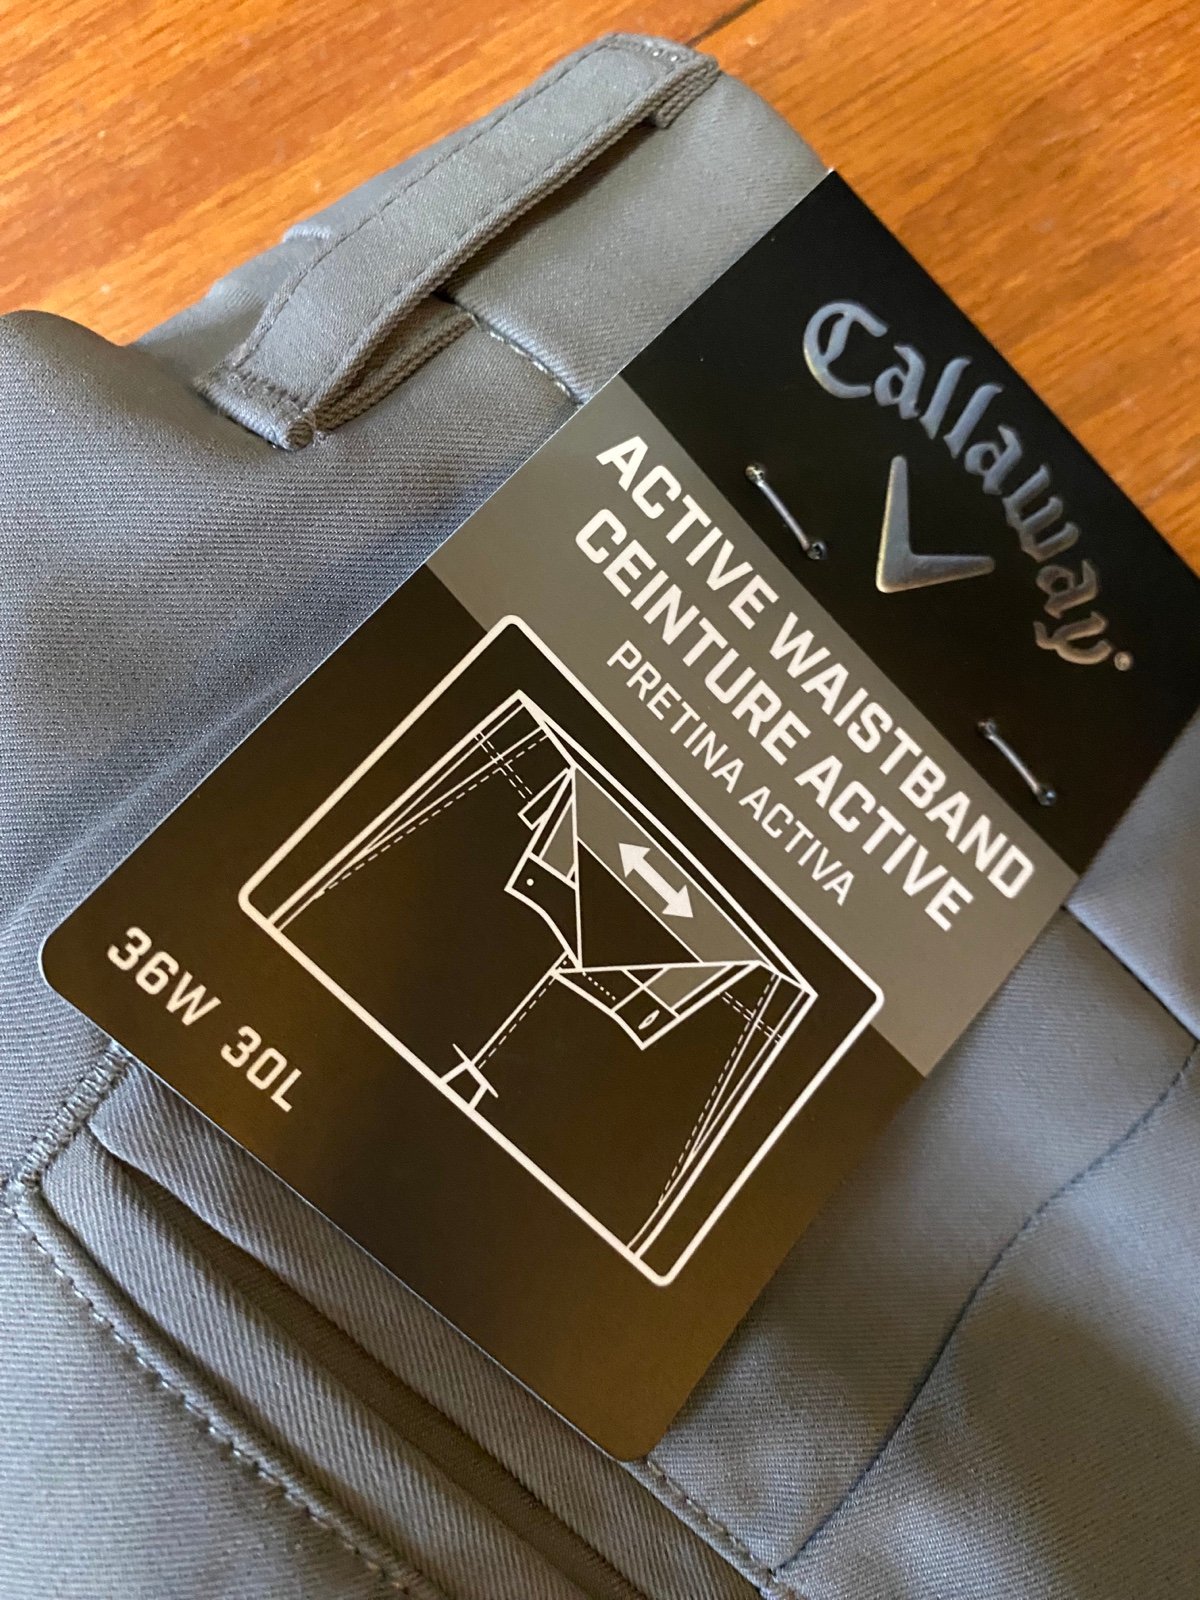 Callaway®
ACTIVE WAISTBAND
CEINTURE ACTIVE
PRETINA ACTIVA
36W 30L